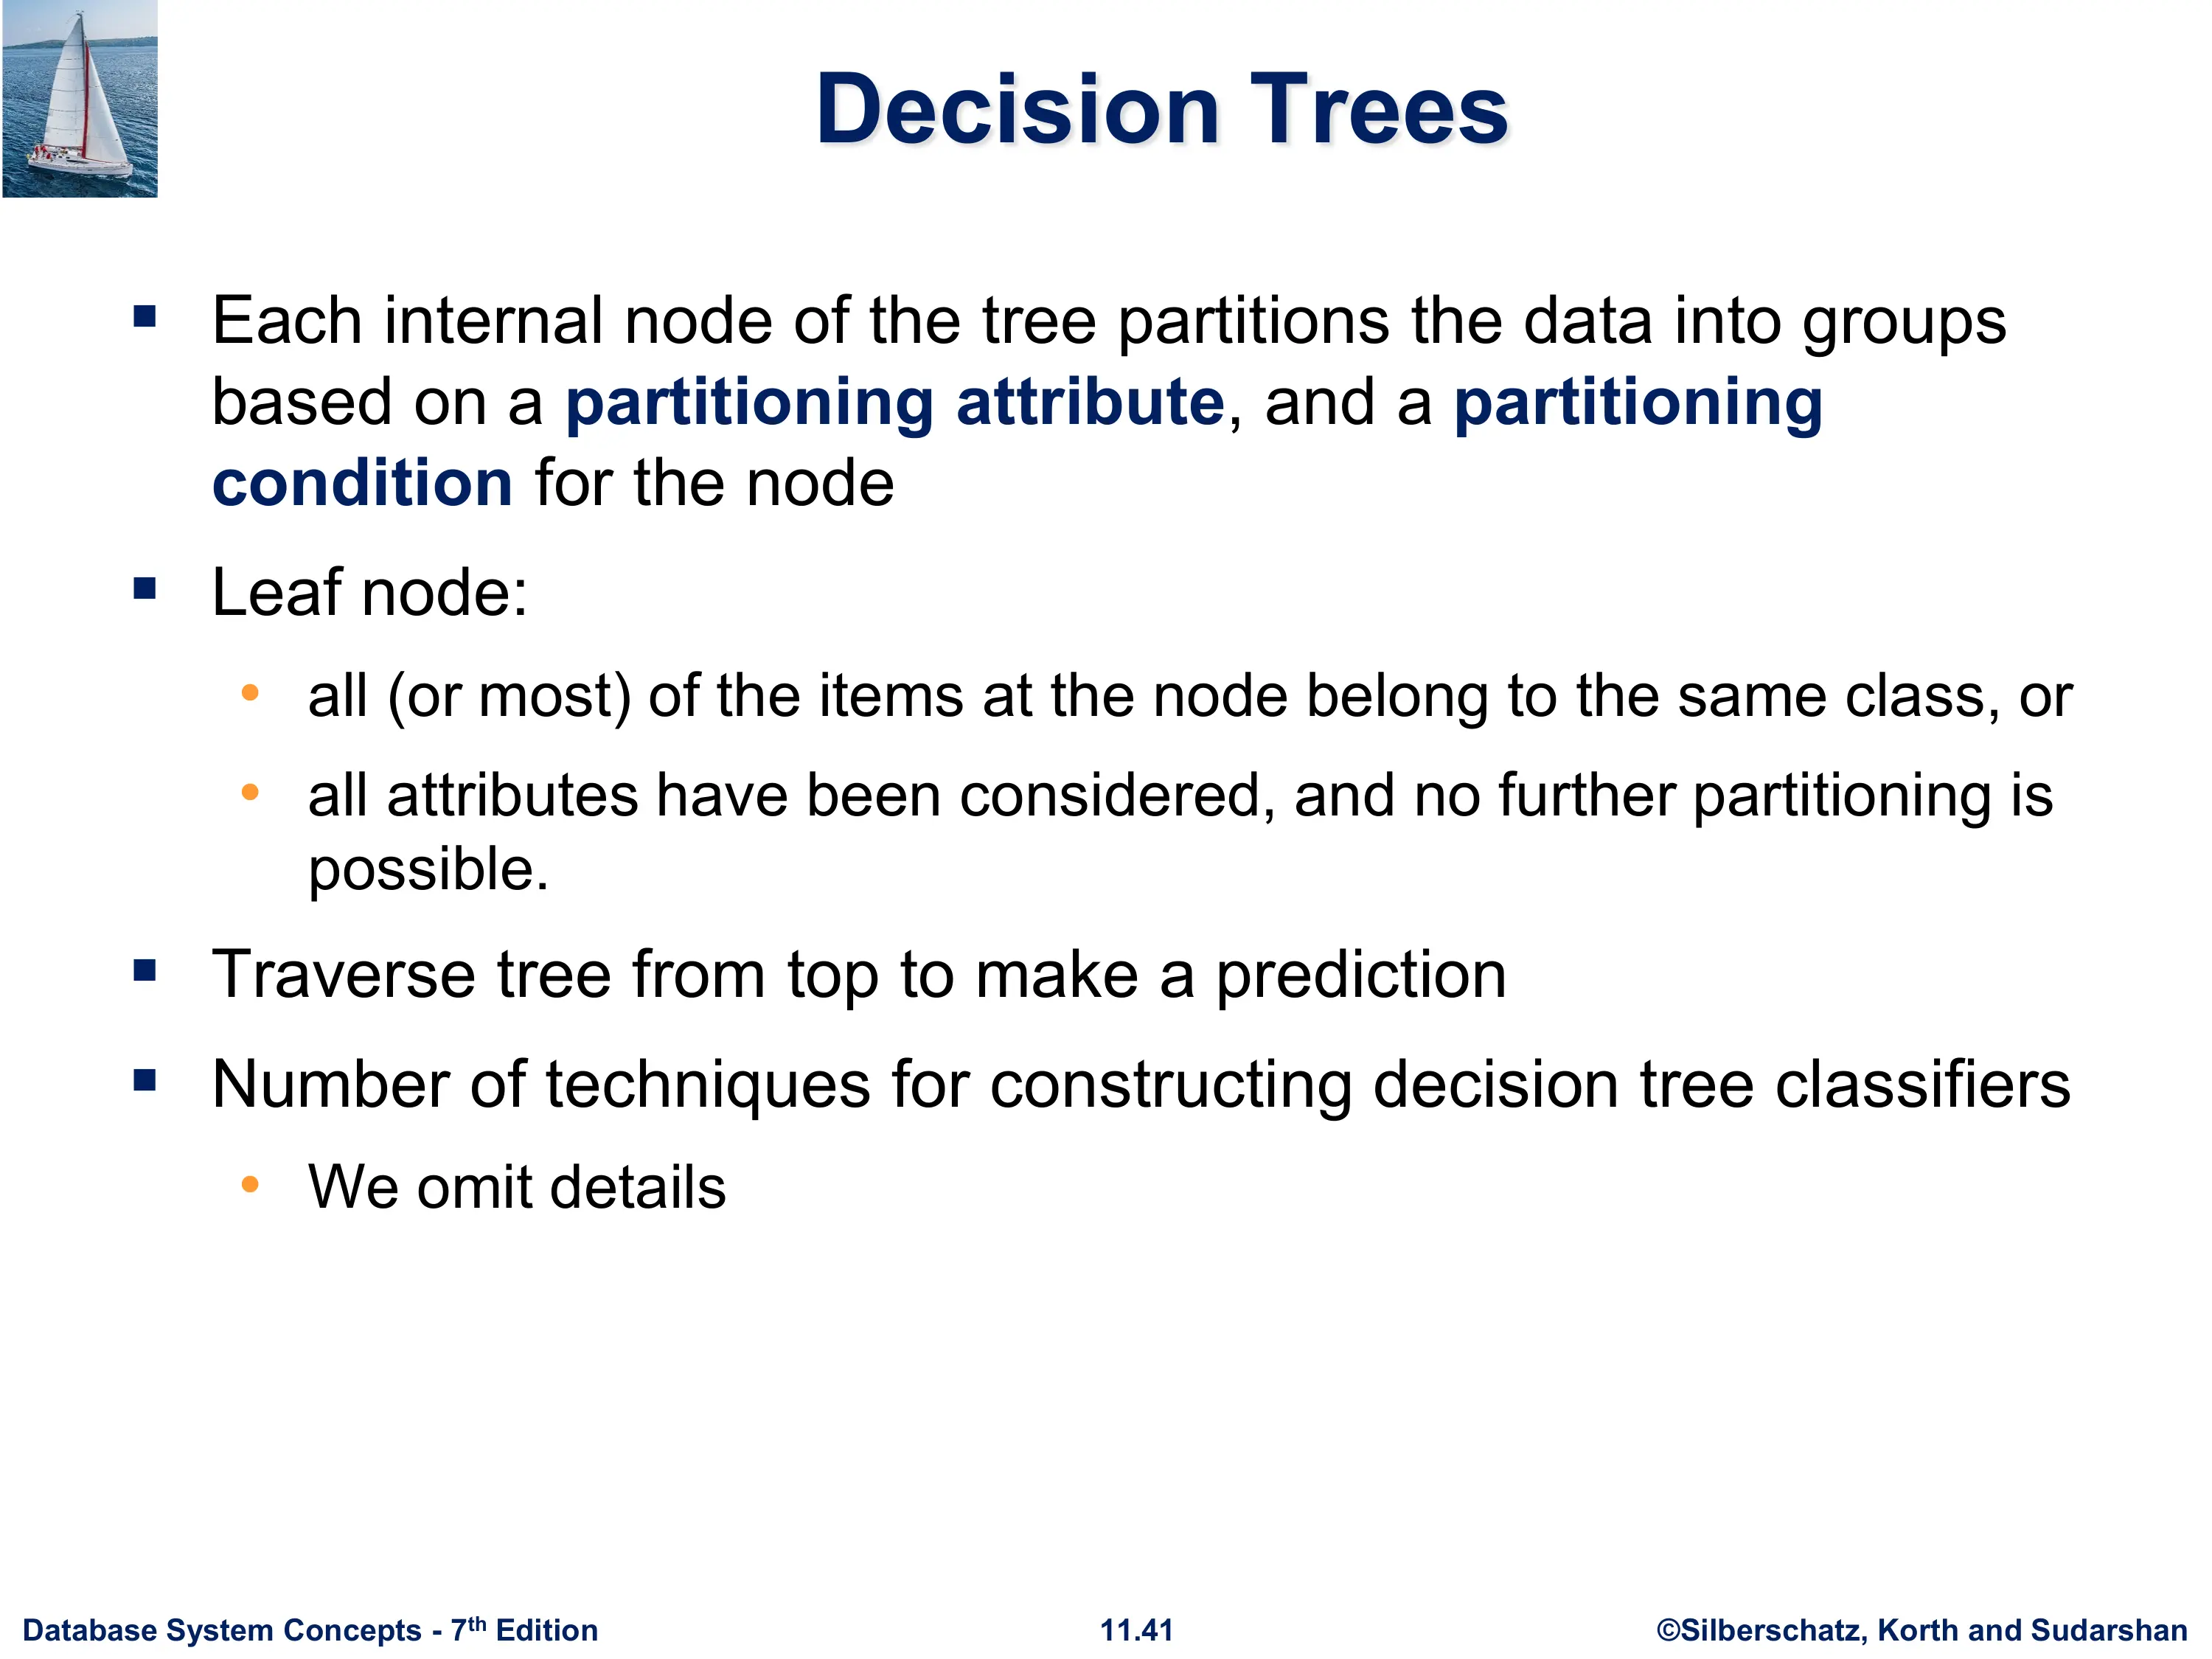 Decision Trees
▪ Each internal node of the tree partitions the data into groups
based on a partitioning attribute, and a partitioning
condition for the node
▪ Leaf node:
• all (or most) of the items at the node belong to the same class, or
• all attributes have been considered, and no further partitioning is
possible.
▪ Traverse tree from top to make a prediction
▪ Number of techniques for constructing decision tree classifiers
• We omit details
Database System Concepts - 7th Edition 11.41 ©Silberschatz, Korth and Sudarshan